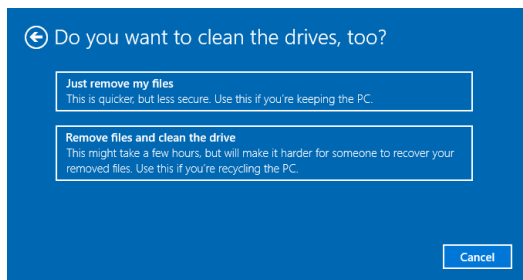 Do you want to clean the drives, too?
Just remove my files
This is quicker, but less secure. Use this if you're keeping the PC.
Remove files and clean the drive
This might take a few hours, but will make it harder for someone to recover your
removed files. Use this if you're recycling the PC.
Cancel